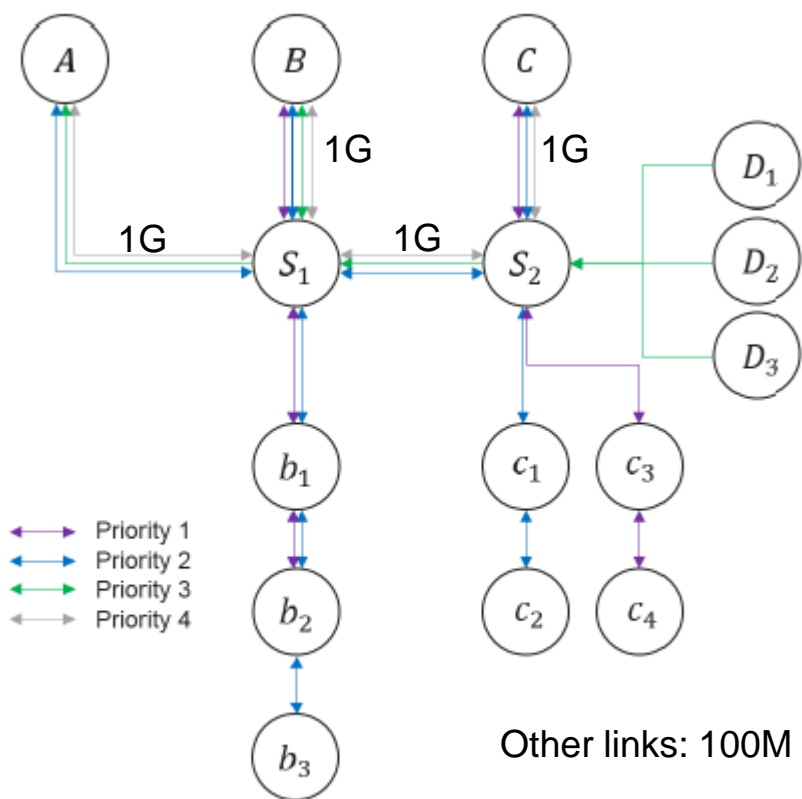 A
B
C
1G
1G
D₁
1G
1G
S₁
S₂
D₂
D₃
b₁
c₁
c₃
Priority 1
Priority 2
Priority 3
Priority 4
b₂
c₂
c₄
b₃
Other links: 100M